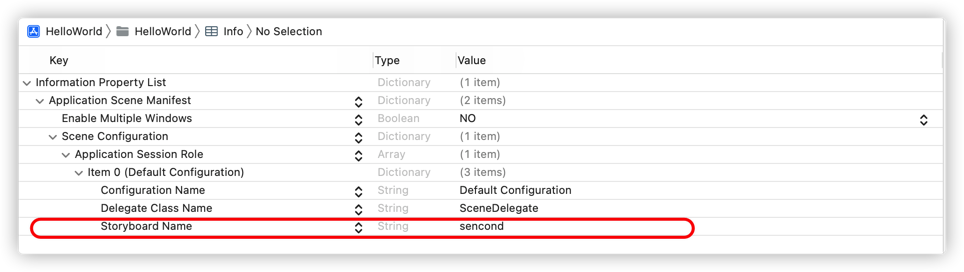 HelloWorld HelloWorld Info No Selection
Key Type Value
Information Property List Dictionary (1 item)
Application Scene Manifest Dictionary (2 items)
Enable Multiple Windows Boolean NO
Scene Configuration Dictionary (1 item)
Application Session Role Array (1 item)
Item 0 (Default Configuration) Dictionary (3 items)
Configuration Name String Default Configuration
Delegate Class Name String SceneDelegate
Storyboard Name String sencond